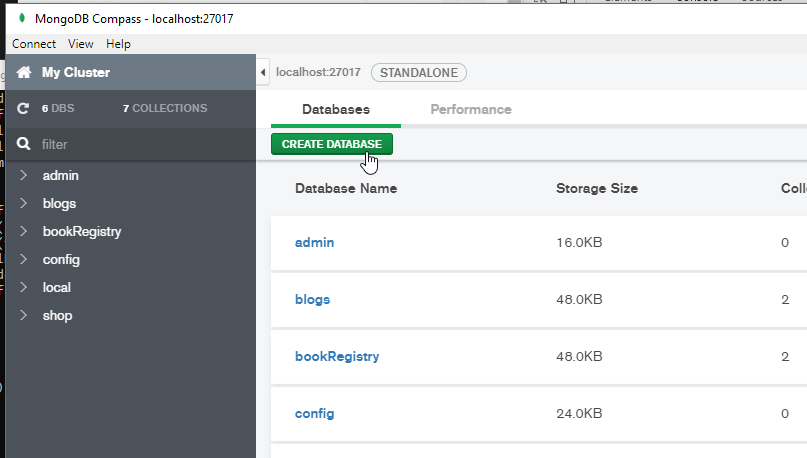 MongoDB Compass - localhost:27017
Connect View Help
My Cluster
localhost:27017 STANDALONE
6 DBS 7 COLLECTIONS
Databases Performance
filter
CREATE DATABASE
admin
blogs
bookRegistry
config
local
shop
Database Name Storage Size
admin 16.0KB 0
blogs 48.0KB 2
bookRegistry 48.0KB 2
config 24.0KB 0